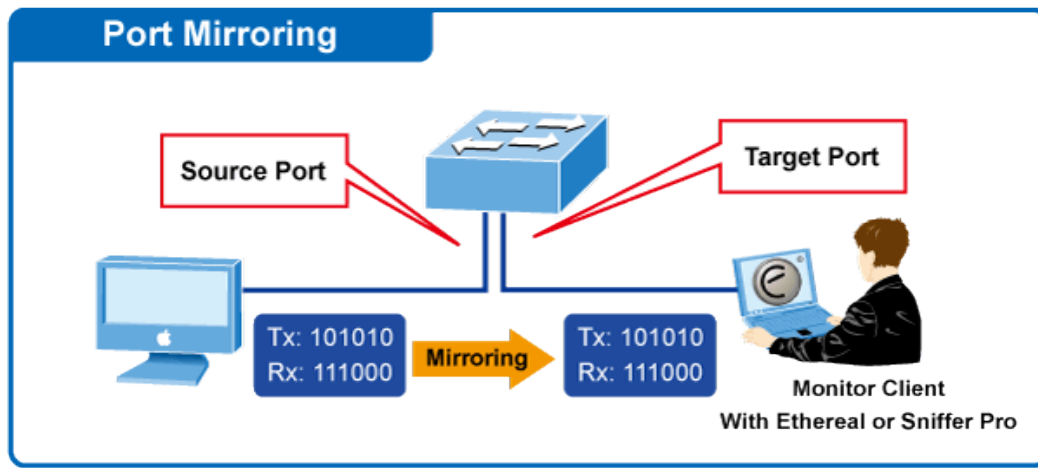 Port Mirroring
Source Port
Target Port
Tx: 101010
Rx: 111000
Mirroring
Tx: 101010
Rx: 111000
e
Monitor Client
With Ethereal or Sniffer Pro